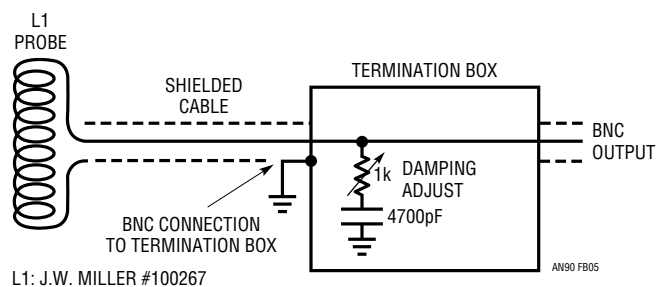 L1
PROBE
SHIELDED
CABLE
TERMINATION BOX
BNC
OUTPUT
1k
DAMPING
ADJUST
4700pF
BNC CONNECTION
TO TERMINATION BOX
AN90 FB05
L1: J.W. MILLER #100267